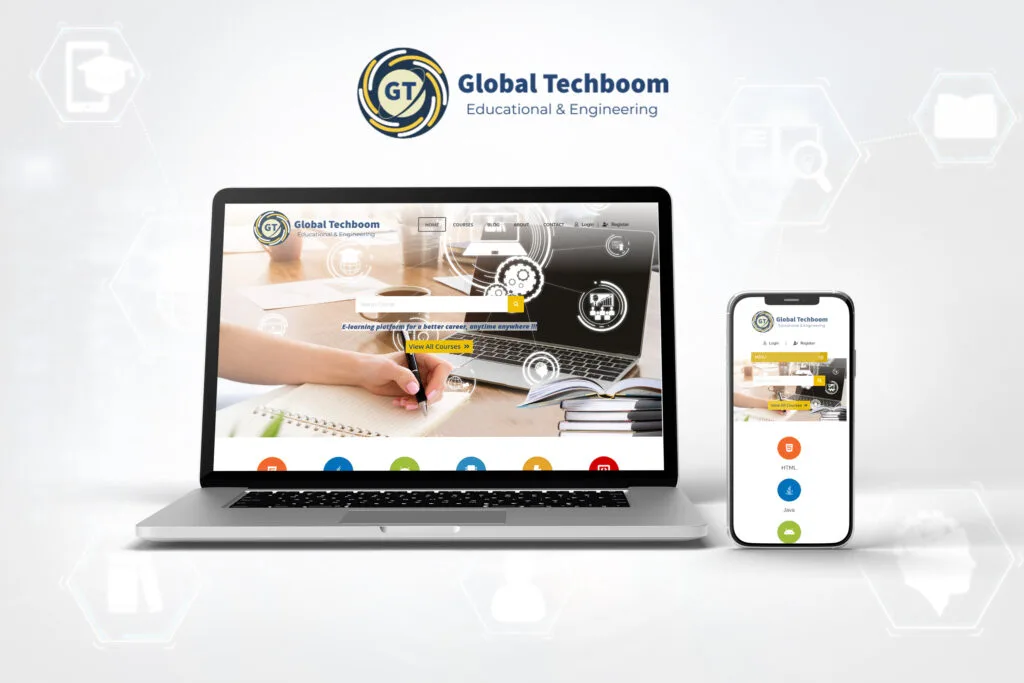 GT
Global Techboom
Educational & Engineering
GT Global Techboom
Educational & Engineering
HOME COURSES BLOG ABOUT CONTACT Login Register
E-learning platform for a better career, anytime anywhere !!!
View All Courses »
GT Global Techboom
Educational & Engineering
Login | Register
MENU
View All Courses »
HTML
Java